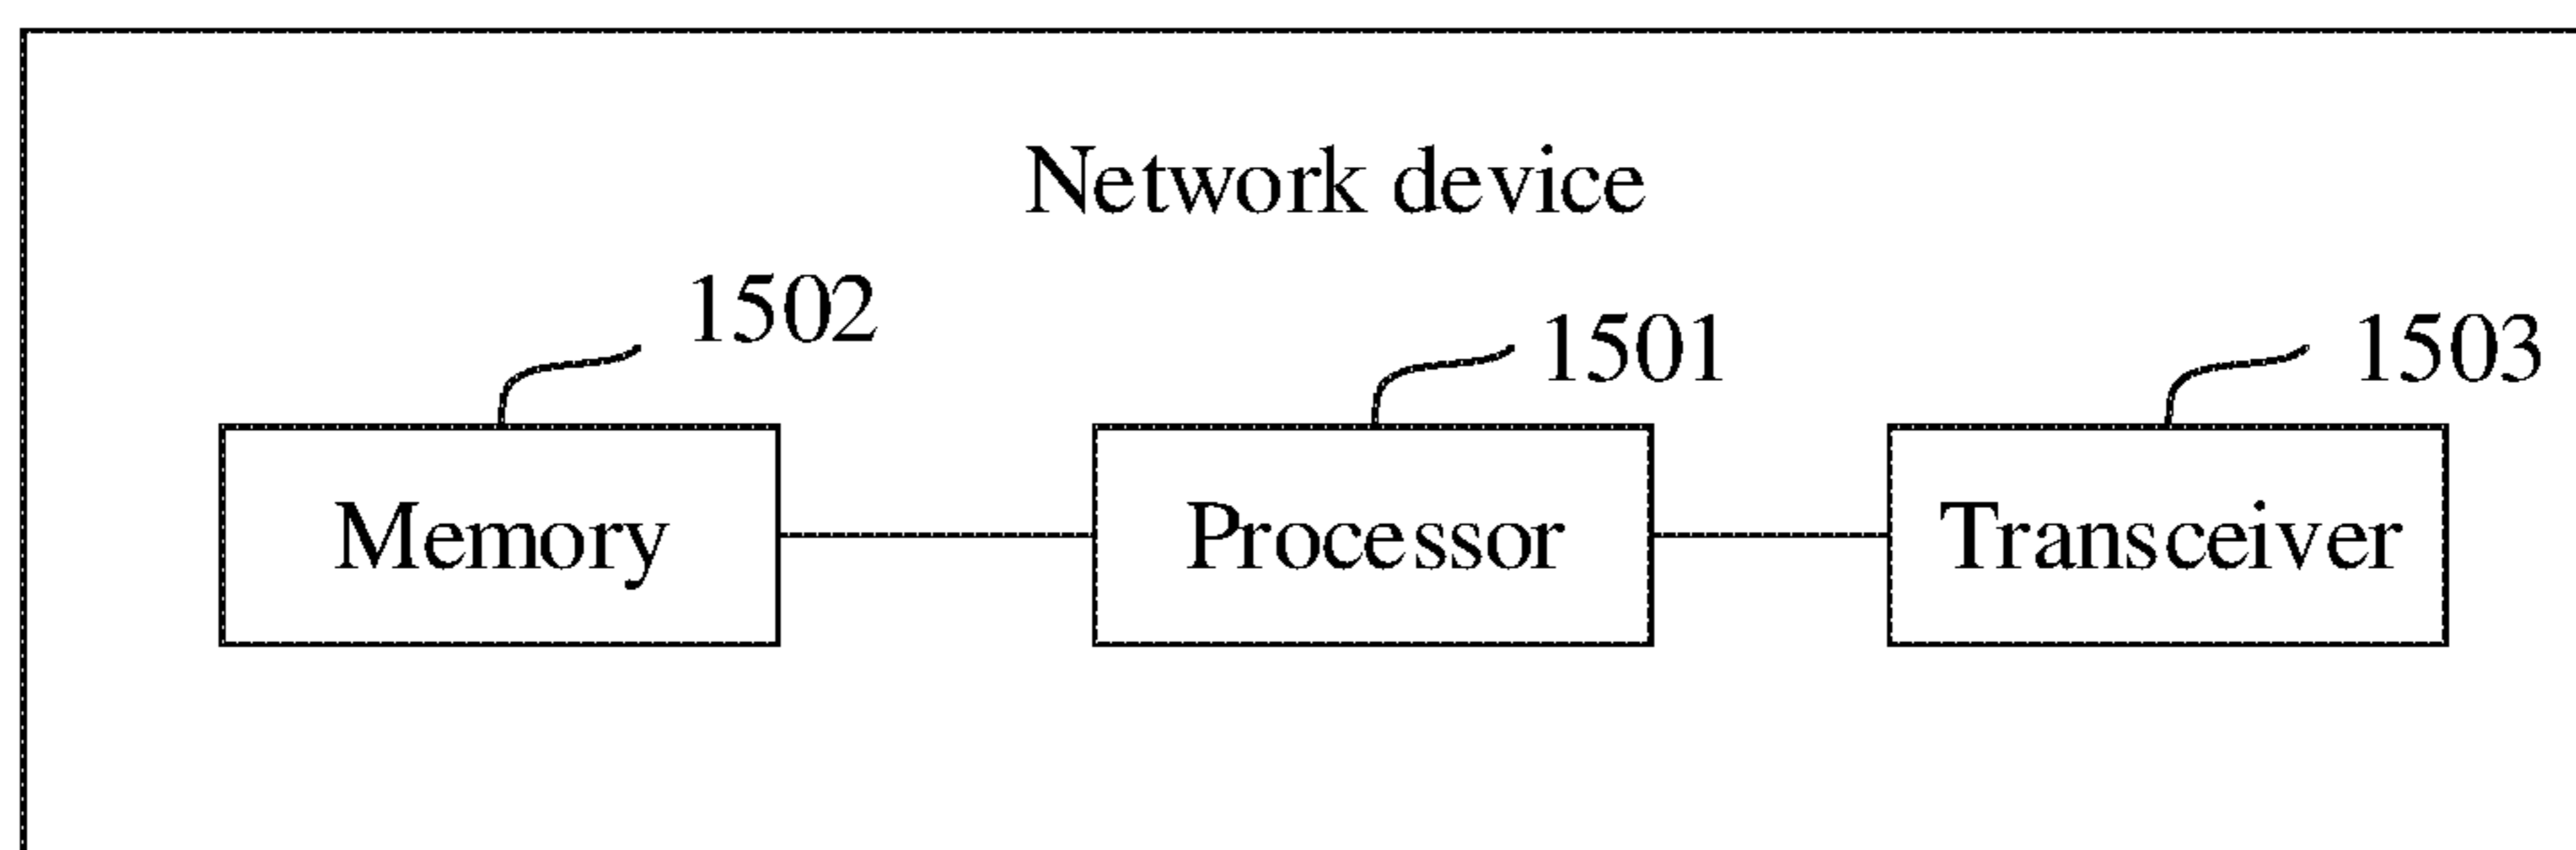 Network device
1502
1501
1503
Memory
Processor
Transceiver